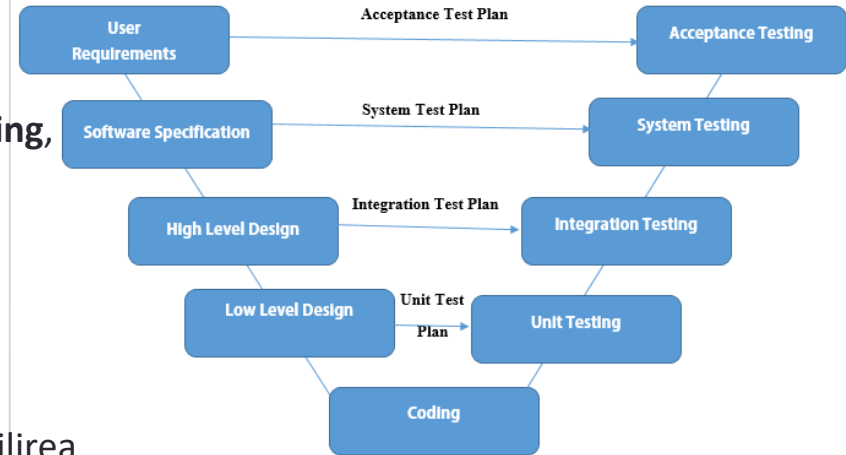 User
Requirements
Acceptance Test Plan
Acceptance Testing
ing,
Software Specification
System Test Plan
System Testing
High Level Design
Integration Test Plan
Integration Testing
Low Level Design
Unit Test
Plan
Unit Testing
Coding
ilirea